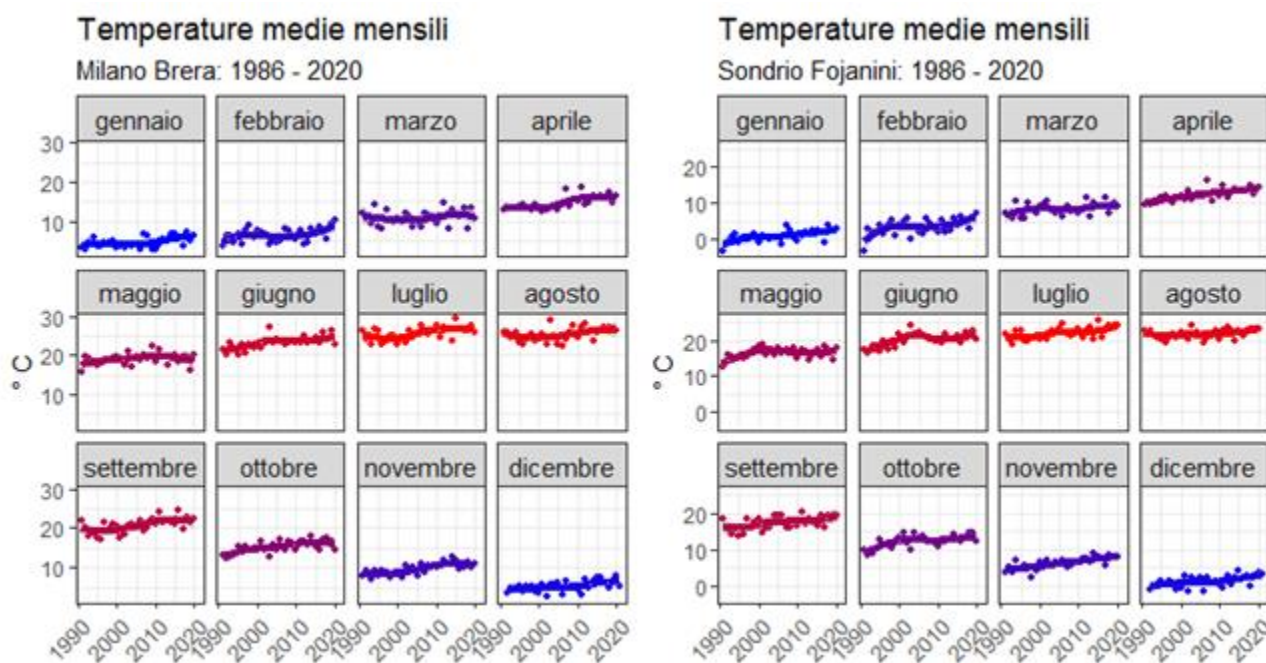 Temperature medie mensili
Milano Brera: 1986 - 2020
gennaio febbraio marzo aprile
30
20
10
maggio giugno luglio agosto
30
20
10
° C
settembre ottobre novembre dicembre
30
20
10
1990 2000 2010 2020 1990 2000 2010 2020 1990 2000 2010 2020 1990 2000 2010 2020
Temperature medie mensili
Sondrio Fojanini: 1986 - 2020
gennaio febbraio marzo aprile
20
10
0
maggio giugno luglio agosto
20
10
0
° C
settembre ottobre novembre dicembre
20
10
0
1990 2000 2010 2020 1990 2000 2010 2020 1990 2000 2010 2020 1990 2000 2010 2020